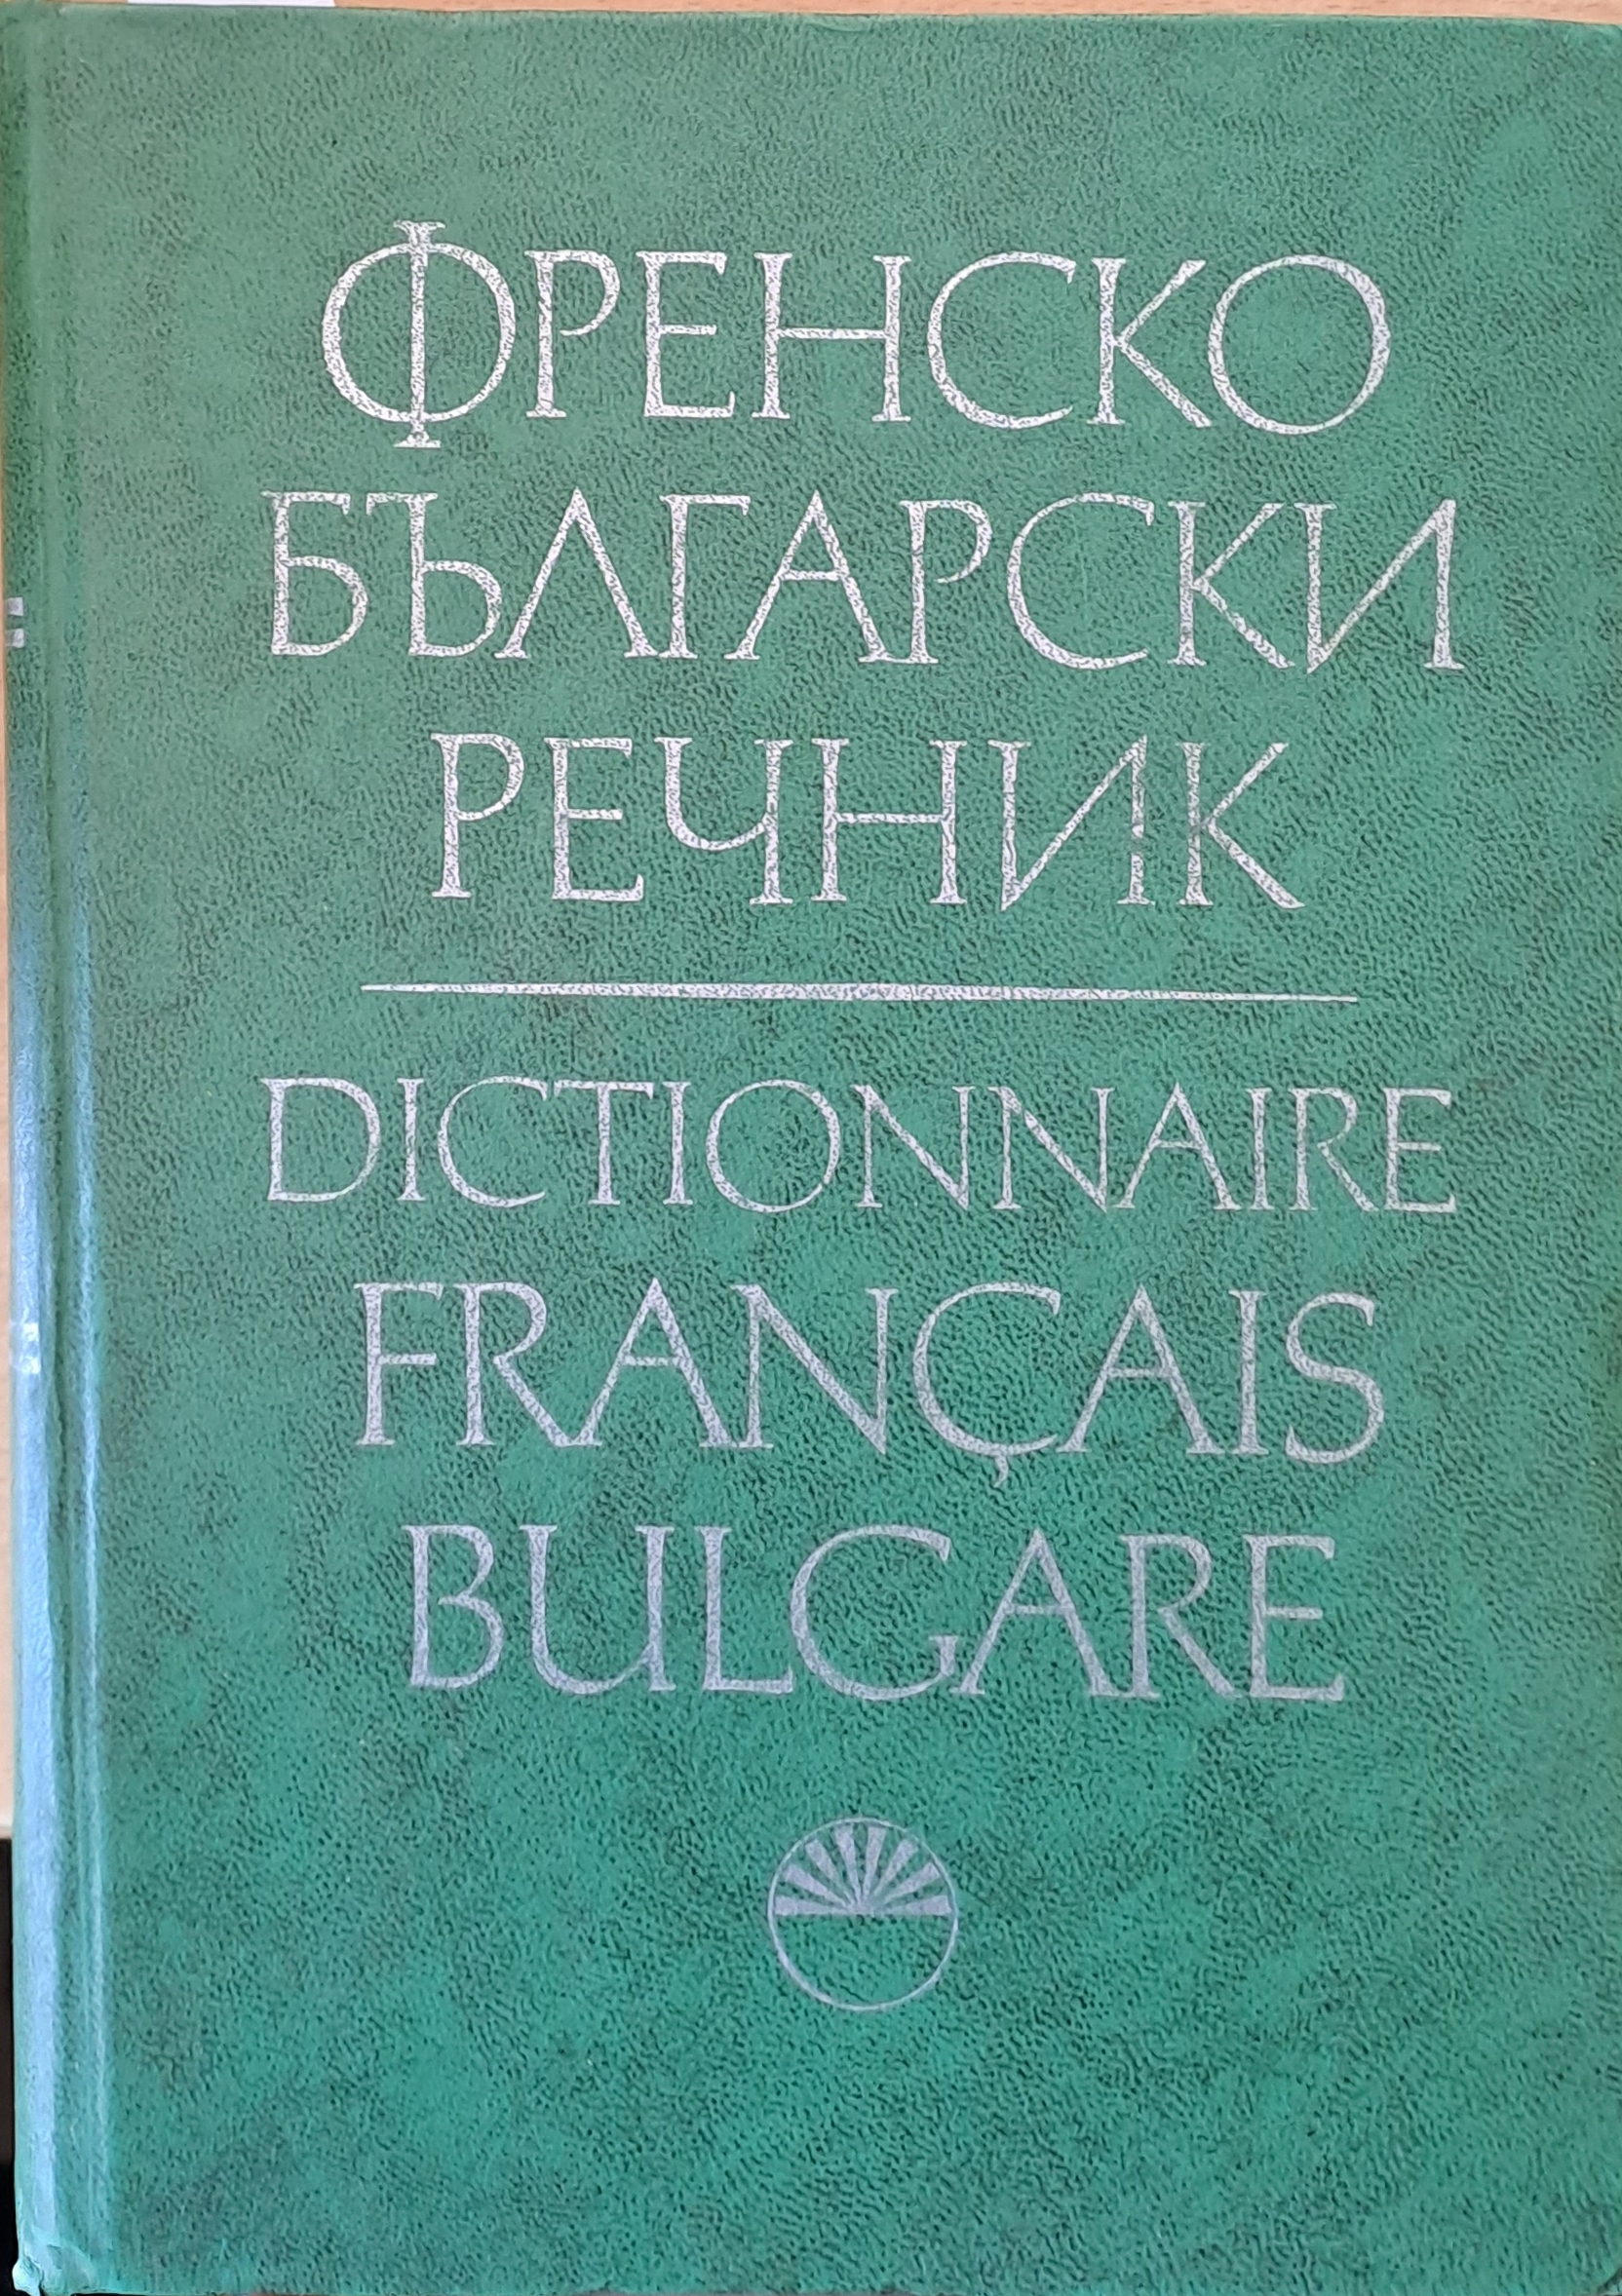 ФРЕНСКО
БЪЛГАРСКИ
РЕЧНИК
DICTIONNAIRE
FRANÇAIS
BULGARE